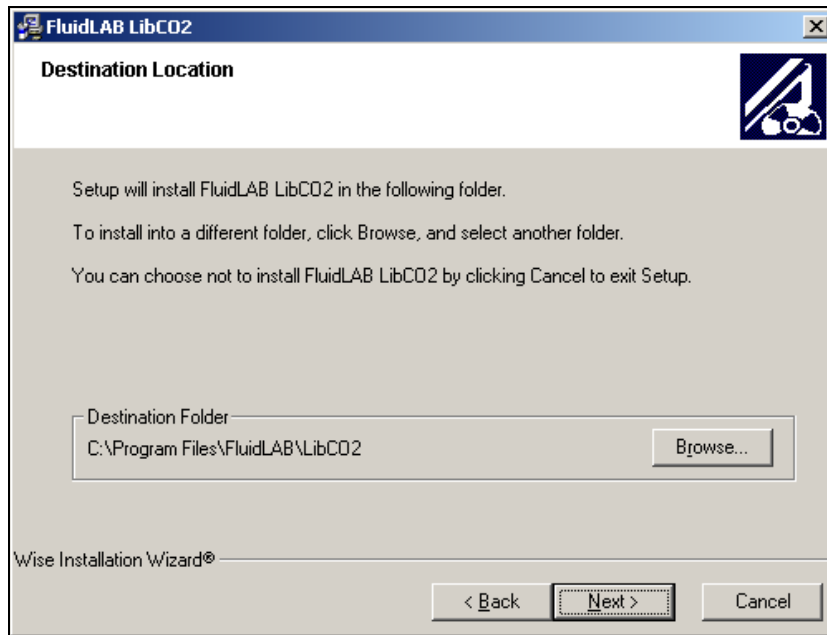 FluidLAB LibCO2
Destination Location
Setup will install FluidLAB LibCO2 in the following folder.
To install into a different folder, click Browse, and select another folder.
You can choose not to install FluidLAB LibCO2 by clicking Cancel to exit Setup.
Destination Folder
C:\Program Files\FluidLAB\LibCO2
Browse...
Wise Installation Wizard®
< Back
Next >
Cancel